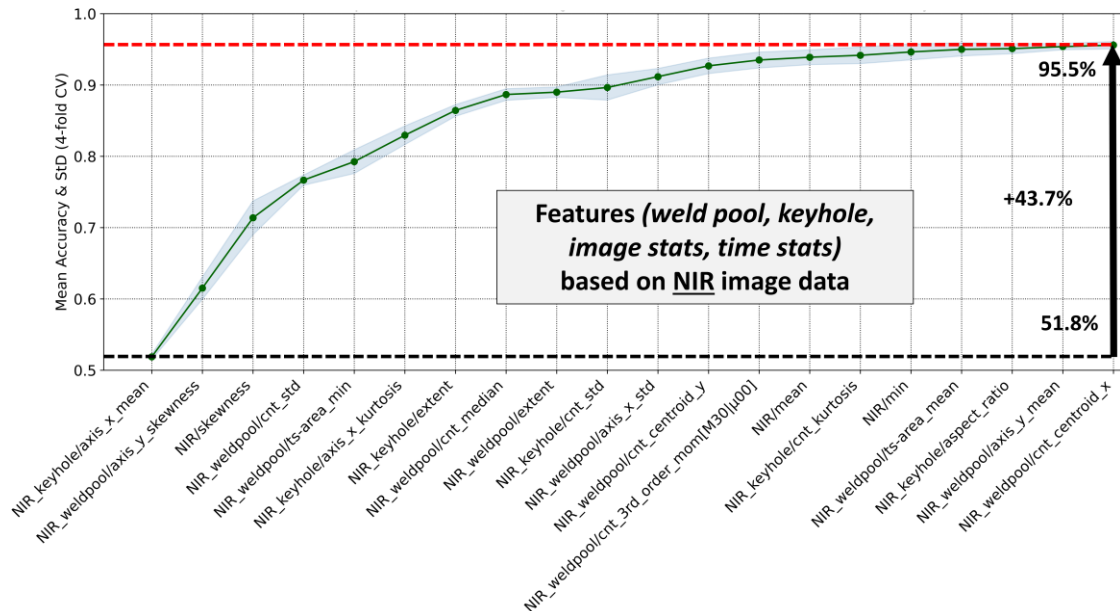 1.0
0.9
0.8
0.7
0.6
0.5
Mean Accuracy & StD (4-fold CV)
95.5%
+43.7%
51.8%
Features (weld pool, keyhole,
image stats, time stats)
based on NIR image data
NIR_keyhole/axis_x_mean
NIR_weldpool/axis_y_skewness
NIR/skewness
NIR_weldpool/cnt_std
NIR_weldpool/ts-area_min
NIR_keyhole/axis_x_kurtosis
NIR_keyhole/extent
NIR_weldpool/cnt_median
NIR_weldpool/extent
NIR_keyhole/cnt_std
NIR_weldpool/axis_x_std
NIR_weldpool/cnt_centroid_y
NIR_weldpool/cnt_3rd_order_mom[M30|μ00]
NIR/mean
NIR_keyhole/cnt_kurtosis
NIR/min
NIR_weldpool/ts-area_mean
NIR_keyhole/aspect_ratio
NIR_weldpool/axis_y_mean
NIR_weldpool/cnt_centroid_x